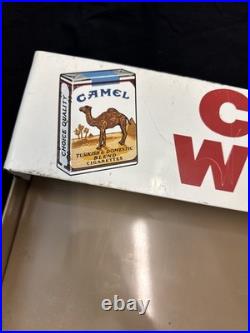 CAMEL
CHOICE QUALITY
TURKISH & DOMESTIC
BLEND
CIGARETTES
C
W